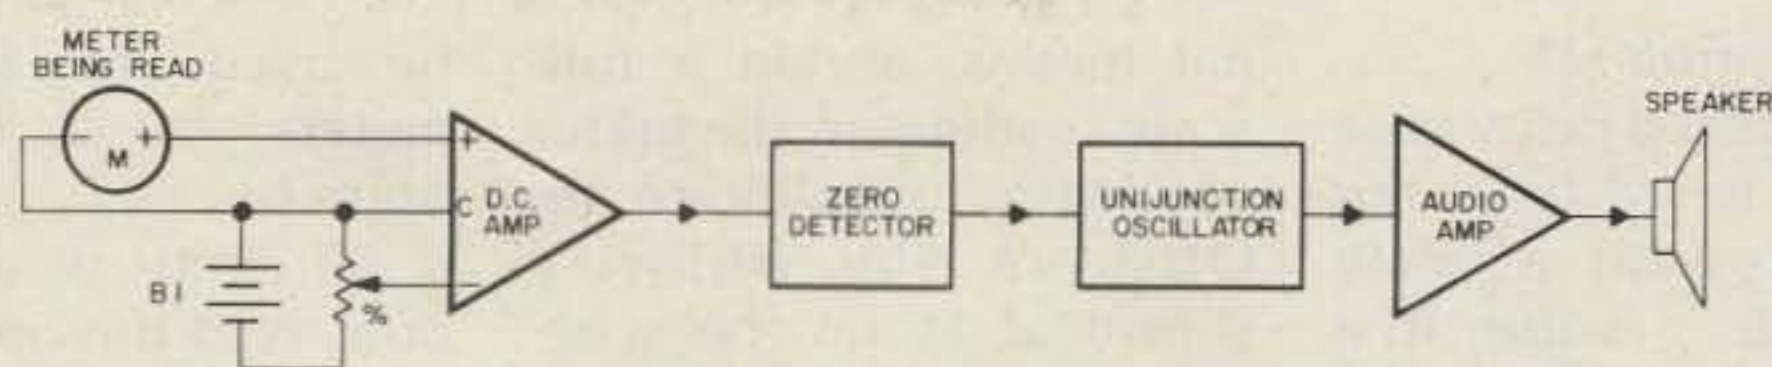 METER
BEING READ
- M +
+
C D.C.
AMP
-
B1
%
ZERO
DETECTOR
UNIJUNCTION
OSCILLATOR
AUDIO
AMP
SPEAKER